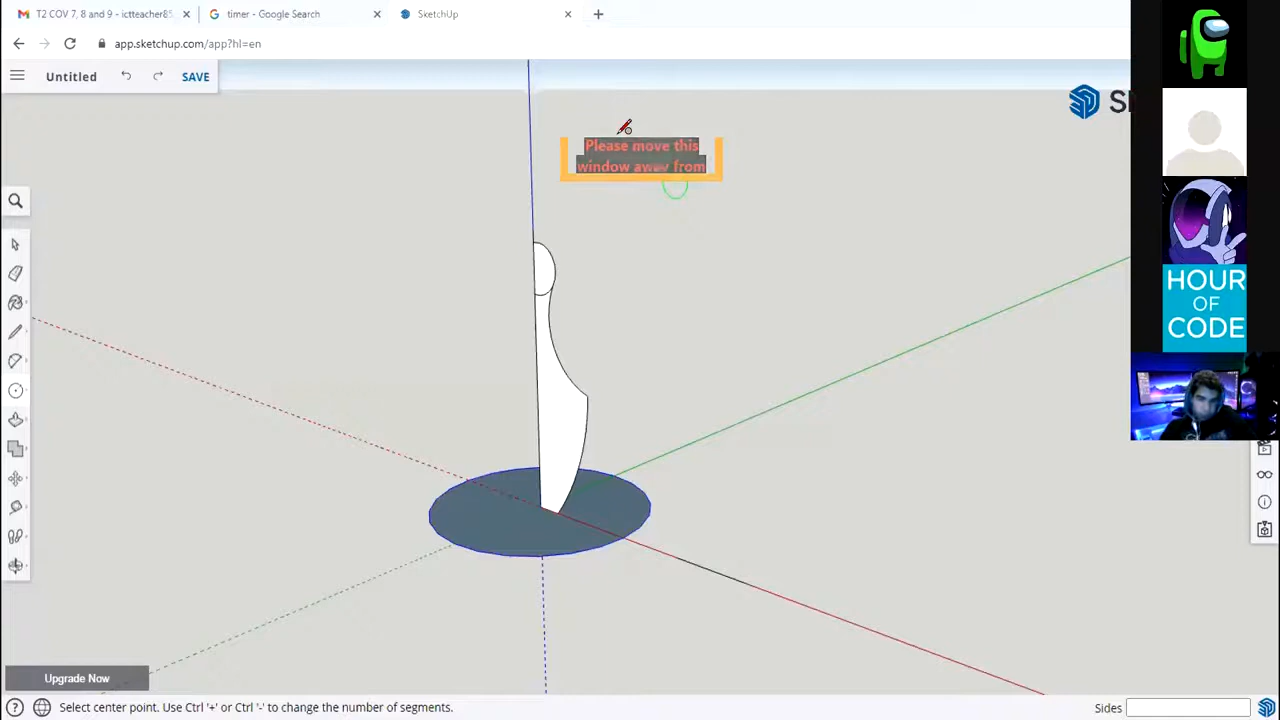 T2 COV 7, 8 and 9 - ictteacher85
timer - Google Search
SketchUp
app.sketchup.com/app?hl=en
Untitled
SAVE
Please move this
window away from
HOUR
OF
CODE
Upgrade Now
Select center point. Use Ctrl '+' or Ctrl '-' to change the number of segments.
Sides